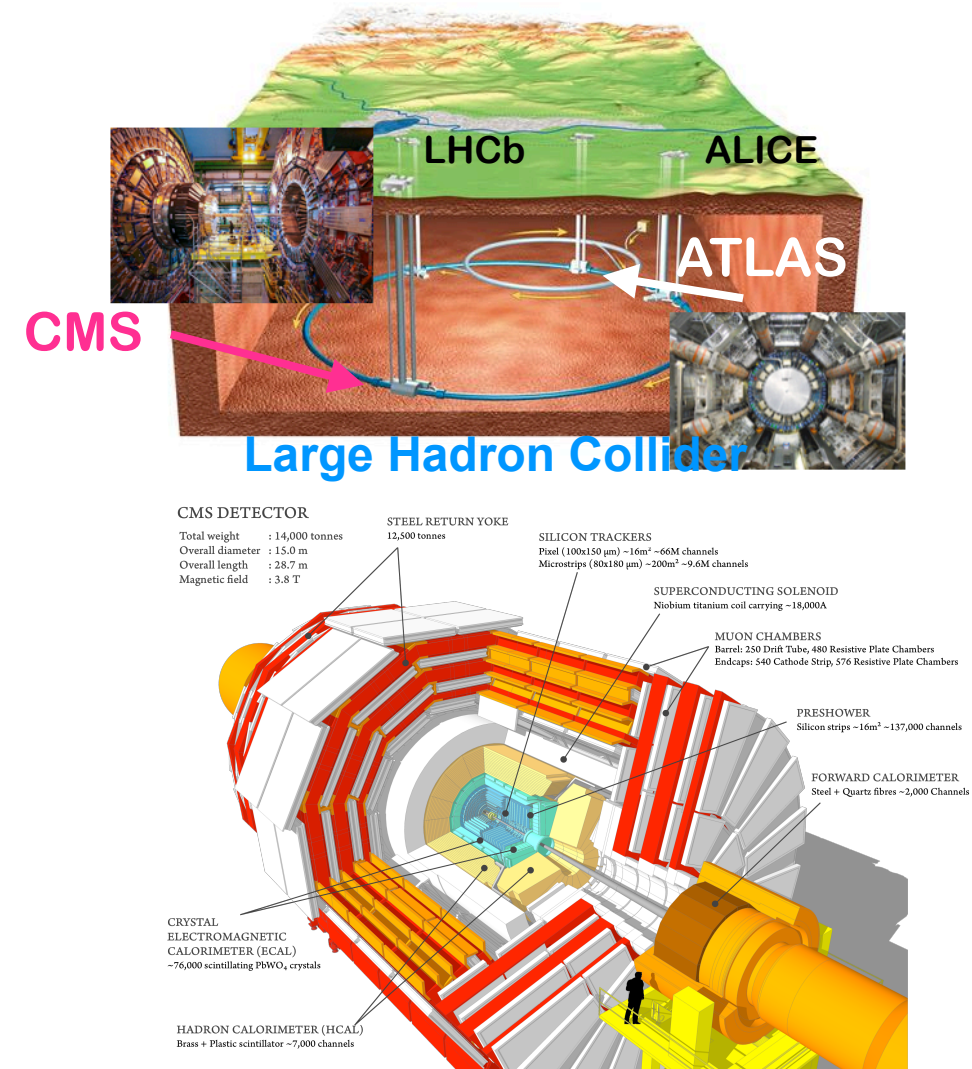 LHCb
ALICE
ATLAS
CMS
Large Hadron Collider
CMS DETECTOR
Total weight : 14,000 tonnes
Overall diameter : 15.0 m
Overall length : 28.7 m
Magnetic field : 3.8 T
STEEL RETURN YOKE
12,500 tonnes
SILICON TRACKERS
Pixel (100x150 μm) ~16m² ~66M channels
Microstrips (80x180 μm) ~200m² ~9.6M channels
SUPERCONDUCTING SOLENOID
Niobium titanium coil carrying ~18,000A
MUON CHAMBERS
Barrel: 250 Drift Tube, 480 Resistive Plate Chambers
Endcaps: 540 Cathode Strip, 576 Resistive Plate Chambers
PRESHOWER
Silicon strips ~16m² ~137,000 channels
FORWARD CALORIMETER
Steel + Quartz fibres ~2,000 Channels
CRYSTAL
ELECTROMAGNETIC
CALORIMETER (ECAL)
~76,000 scintillating PbWO₄ crystals
HADRON CALORIMETER (HCAL)
Brass + Plastic scintillator ~7,000 channels